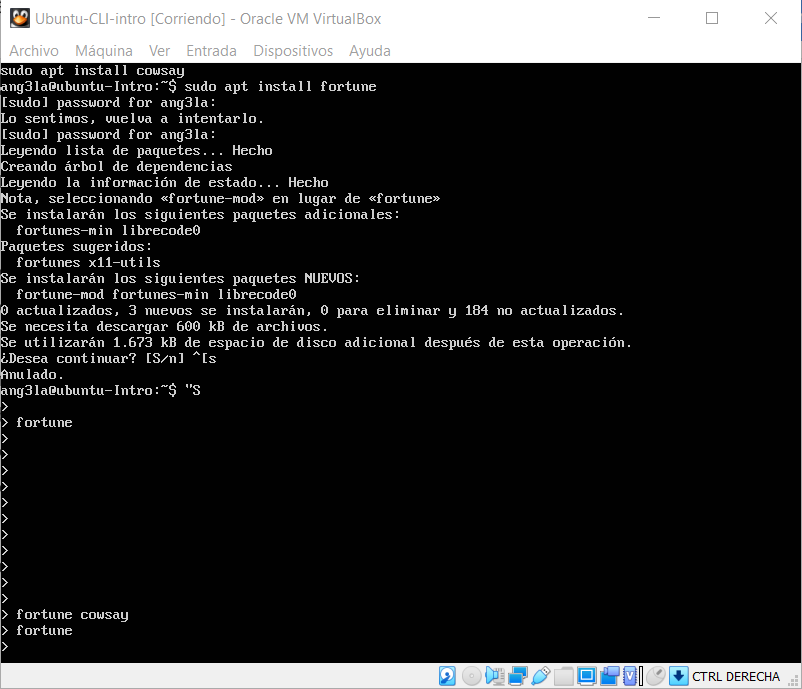 Ubuntu-CLI-intro [Corriendo] - Oracle VM VirtualBox
Archivo Máquina Ver Entrada Dispositivos Ayuda
sudo apt install cowsay
ang3la@ubuntu-Intro:~$ sudo apt install fortune
[sudo] password for ang3la:
Lo sentimos, vuelva a intentarlo.
[sudo] password for ang3la:
Leyendo lista de paquetes... Hecho
Creando árbol de dependencias
Leyendo la información de estado... Hecho
Nota, seleccionando «fortune-mod» en lugar de «fortune»
Se instalarán los siguientes paquetes adicionales:
  fortunes-min librecode0
Paquetes sugeridos:
  fortunes x11-utils
Se instalarán los siguientes paquetes NUEVOS:
  fortune-mod fortunes-min librecode0
0 actualizados, 3 nuevos se instalarán, 0 para eliminar y 184 no actualizados.
Se necesita descargar 600 kB de archivos.
Se utilizarán 1.673 kB de espacio de disco adicional después de esta operación.
¿Desea continuar? [S/n] ^[s
Anulado.
ang3la@ubuntu-Intro:~$ "S
>
> fortune
>
>
>
>
>
>
>
>
>
>
>
> fortune cowsay
> fortune
>
CTRL DERECHA